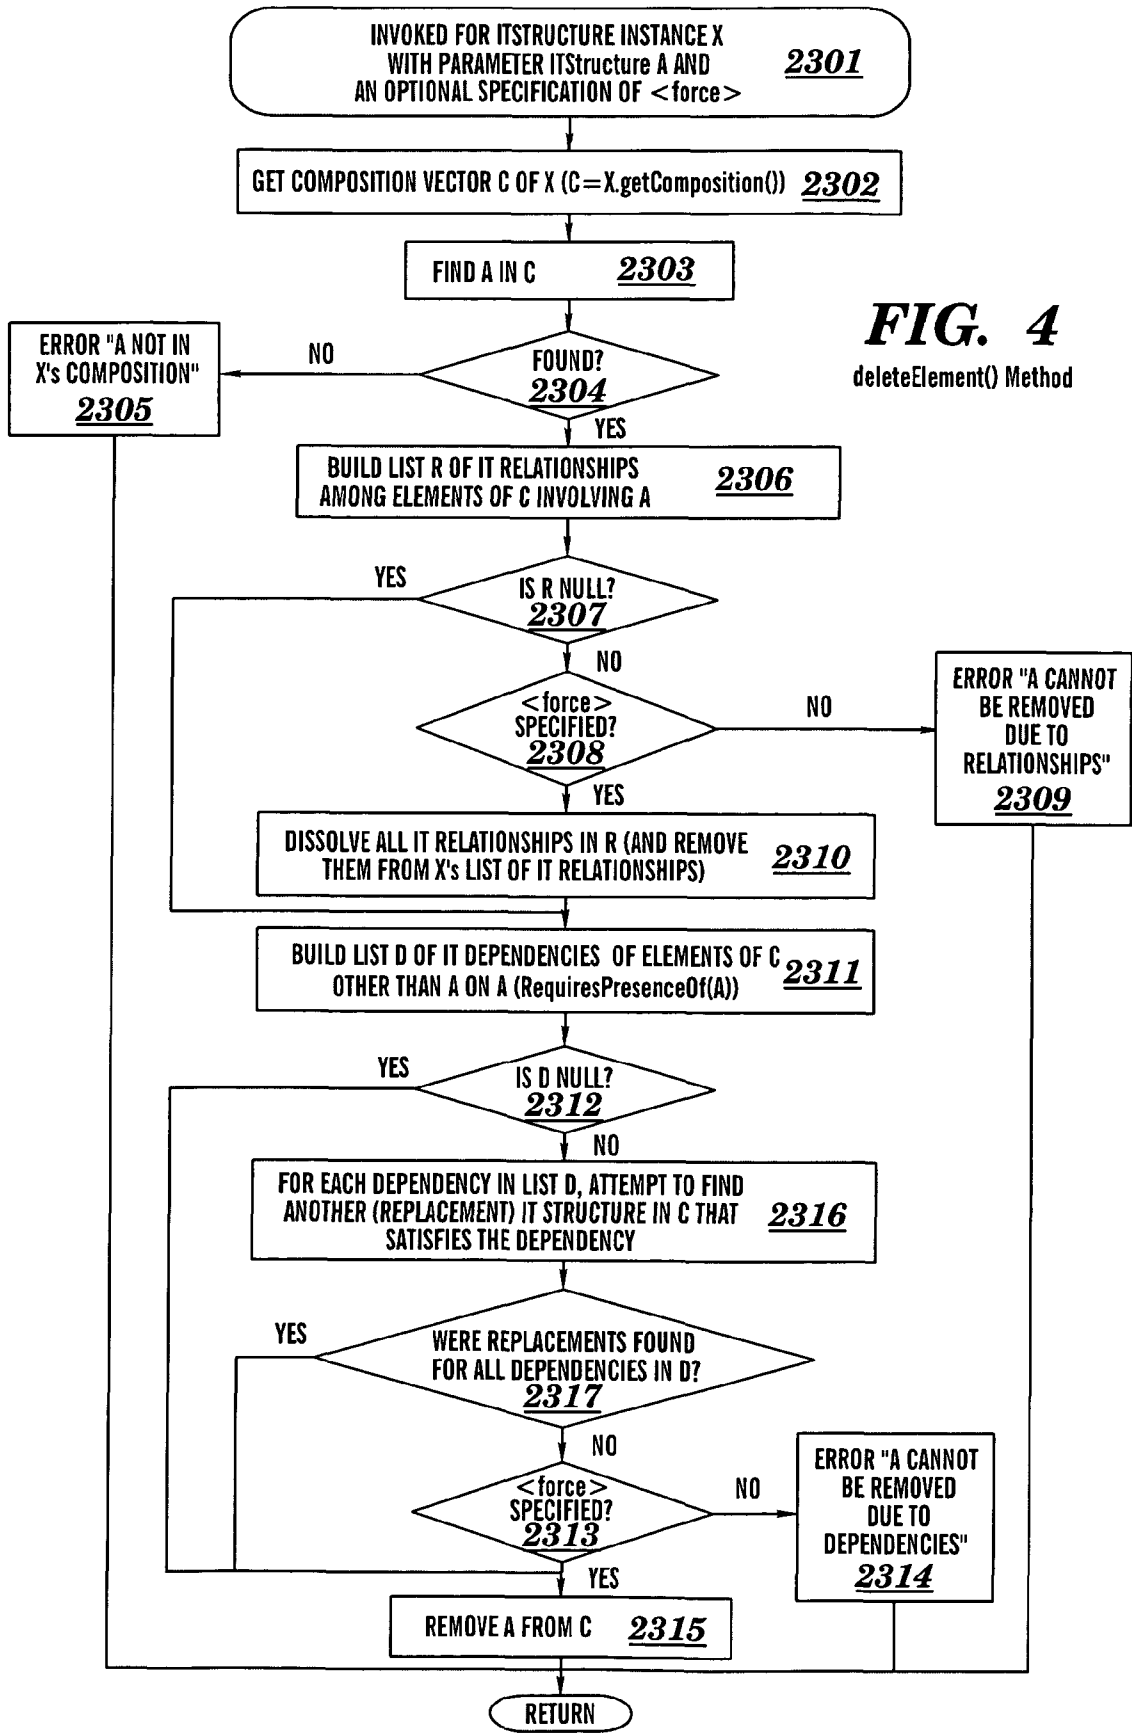 INVOKED FOR ITSTRUCTURE INSTANCE X
WITH PARAMETER ITStructure A AND
AN OPTIONAL SPECIFICATION OF <force>
2301
GET COMPOSITION VECTOR C OF X (C=X.getComposition()) 2302
FIND A IN C 2303
FIG. 4
deleteElement() Method
FOUND?
2304
NO
ERROR "A NOT IN
X's COMPOSITION"
2305
YES
BUILD LIST R OF IT RELATIONSHIPS
AMONG ELEMENTS OF C INVOLVING A
2306
YES
IS R NULL?
2307
NO
<force>
SPECIFIED?
2308
NO
ERROR "A CANNOT
BE REMOVED
DUE TO
RELATIONSHIPS"
2309
YES
DISSOLVE ALL IT RELATIONSHIPS IN R (AND REMOVE
THEM FROM X's LIST OF IT RELATIONSHIPS)
2310
BUILD LIST D OF IT DEPENDENCIES OF ELEMENTS OF C
OTHER THAN A ON A (RequiresPresenceOf(A))
2311
YES
IS D NULL?
2312
NO
FOR EACH DEPENDENCY IN LIST D, ATTEMPT TO FIND
ANOTHER (REPLACEMENT) IT STRUCTURE IN C THAT
SATISFIES THE DEPENDENCY
2316
YES
WERE REPLACEMENTS FOUND
FOR ALL DEPENDENCIES IN D?
2317
NO
<force>
SPECIFIED?
2313
NO
ERROR "A CANNOT
BE REMOVED
DUE TO
DEPENDENCIES"
2314
YES
REMOVE A FROM C 2315
RETURN